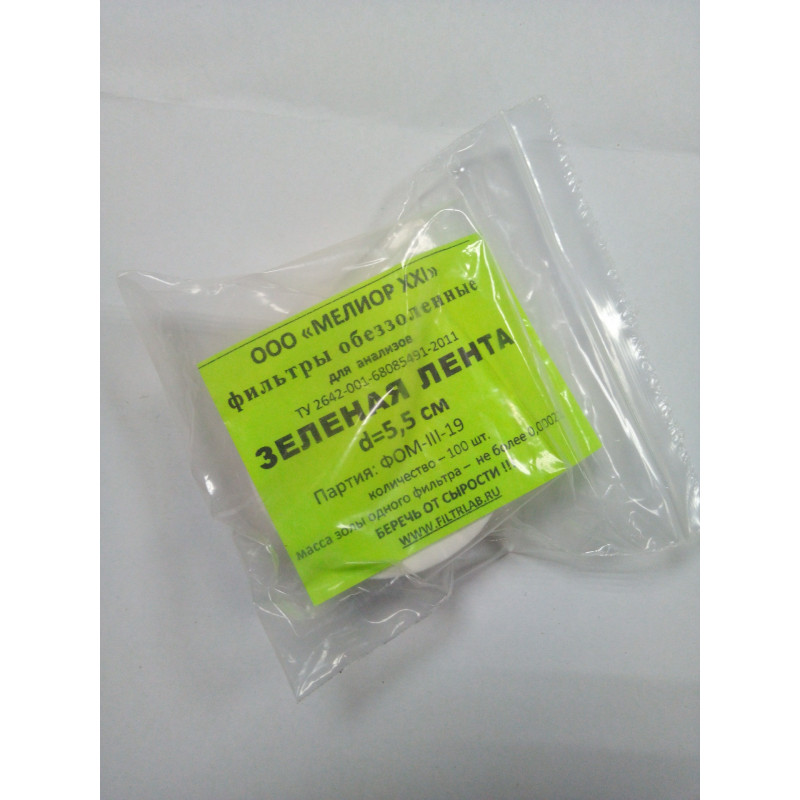 ООО «МЕЛИОР XXI»
фильтры обеззоленные
для анализов
ТУ 2642-001-68085491-2011
ЗЕЛЕНАЯ ЛЕНТА
d=5,5 см
Партия: ФОМ-III-19
количество – 100 шт.
масса золы одного фильтра – не более
БЕРЕЧЬ ОТ СЫРОСТИ !!!
WWW.FILTRLAB.RU